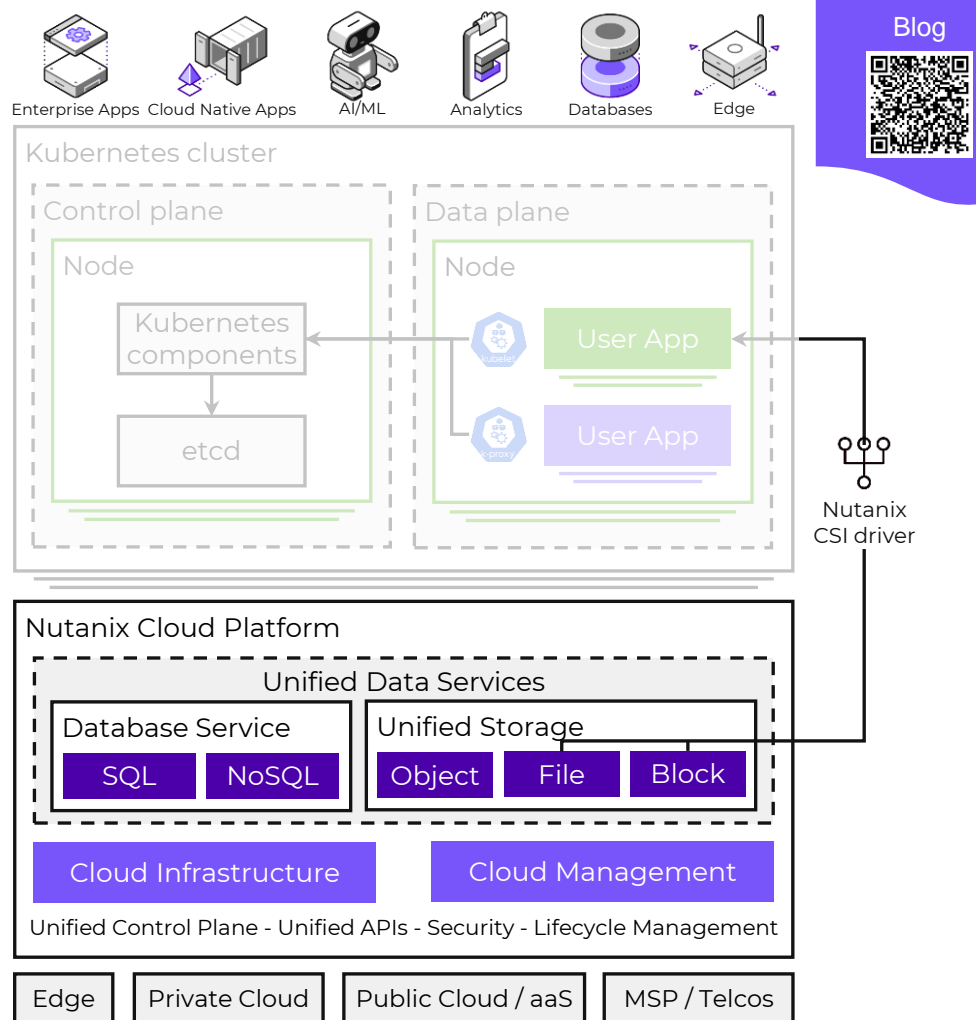 Blog
Enterprise Apps
Cloud Native Apps
AI/ML
Analytics
Databases
Edge
Kubernetes cluster
Control plane
Node
Kubernetes
components
etcd
Data plane
Node
kubelet
User App
k-proxy
User App
Nutanix
CSI driver
Nutanix Cloud Platform
Unified Data Services
Database Service
SQL
NoSQL
Unified Storage
Object
File
Block
Cloud Infrastructure
Cloud Management
Unified Control Plane - Unified APIs - Security - Lifecycle Management
Edge
Private Cloud
Public Cloud / aaS
MSP / Telcos